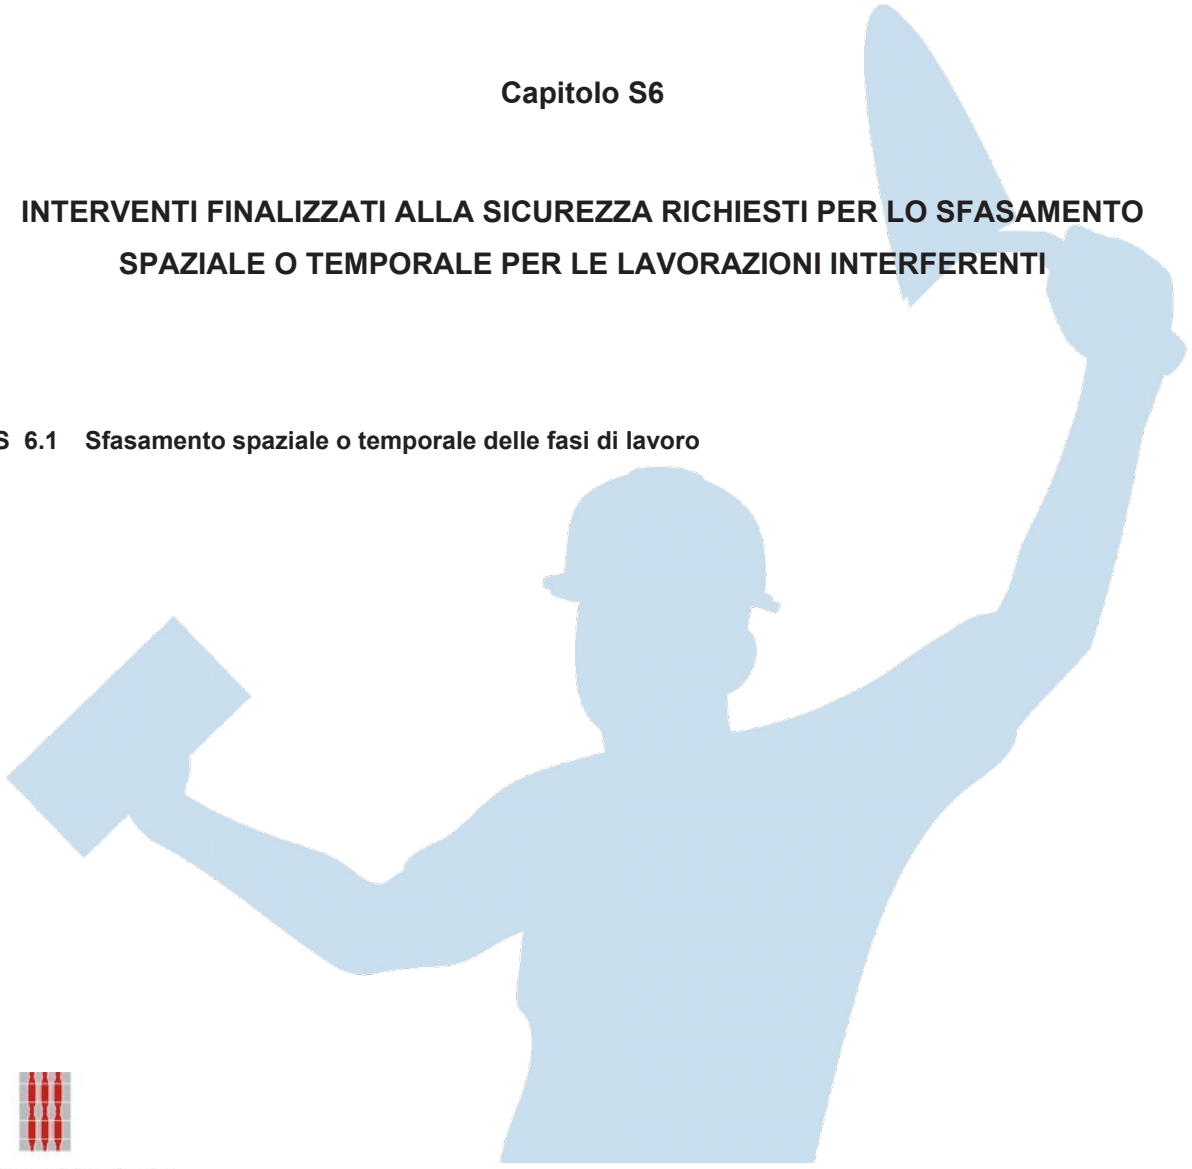 Capitolo S6
INTERVENTI FINALIZZATI ALLA SICUREZZA RICHIESTI PER LO SFASAMENTO
SPAZIALE O TEMPORALE PER LE LAVORAZIONI INTERFERENTI
S 6.1 Sfasamento spaziale o temporale delle fasi di lavoro